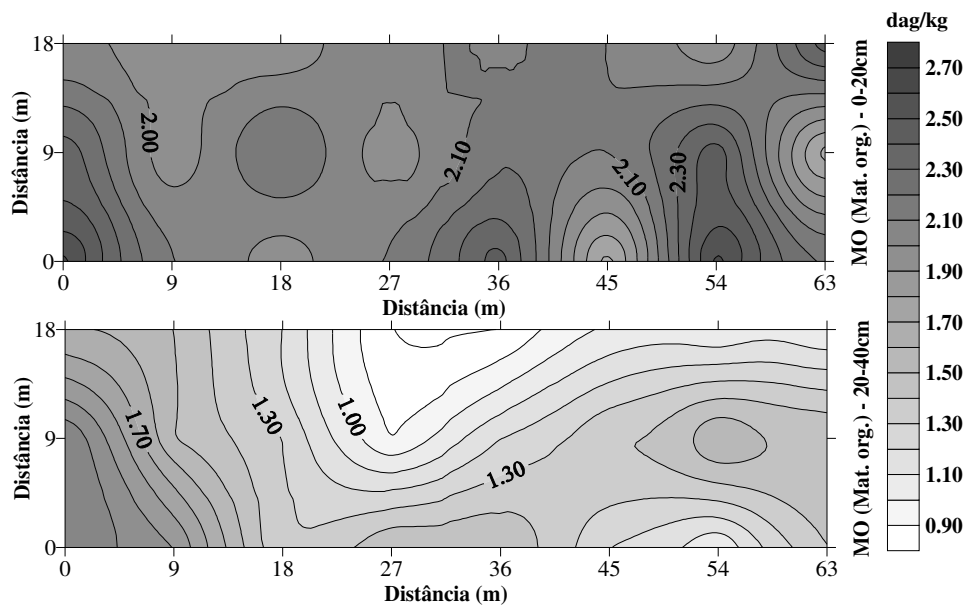 dag/kg
18
9
0
Distância (m)
2.00
2.10
2.10
2.30
0 9 18 27 36 45 54 63
Distância (m)
MO (Mat. org.) - 0-20cm
18
9
0
Distância (m)
1.70
1.30
1.00
1.30
0 9 18 27 36 45 54 63
Distância (m)
MO (Mat. org.) - 20-40cm
2.70
2.50
2.30
2.10
1.90
1.70
1.50
1.30
1.10
0.90